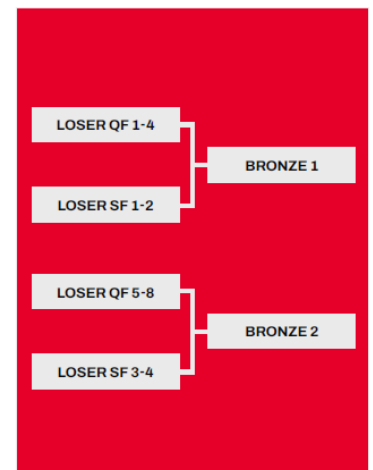 LOSER QF 1-4
BRONZE 1
LOSER SF 1-2
LOSER QF 5-8
BRONZE 2
LOSER SF 3-4